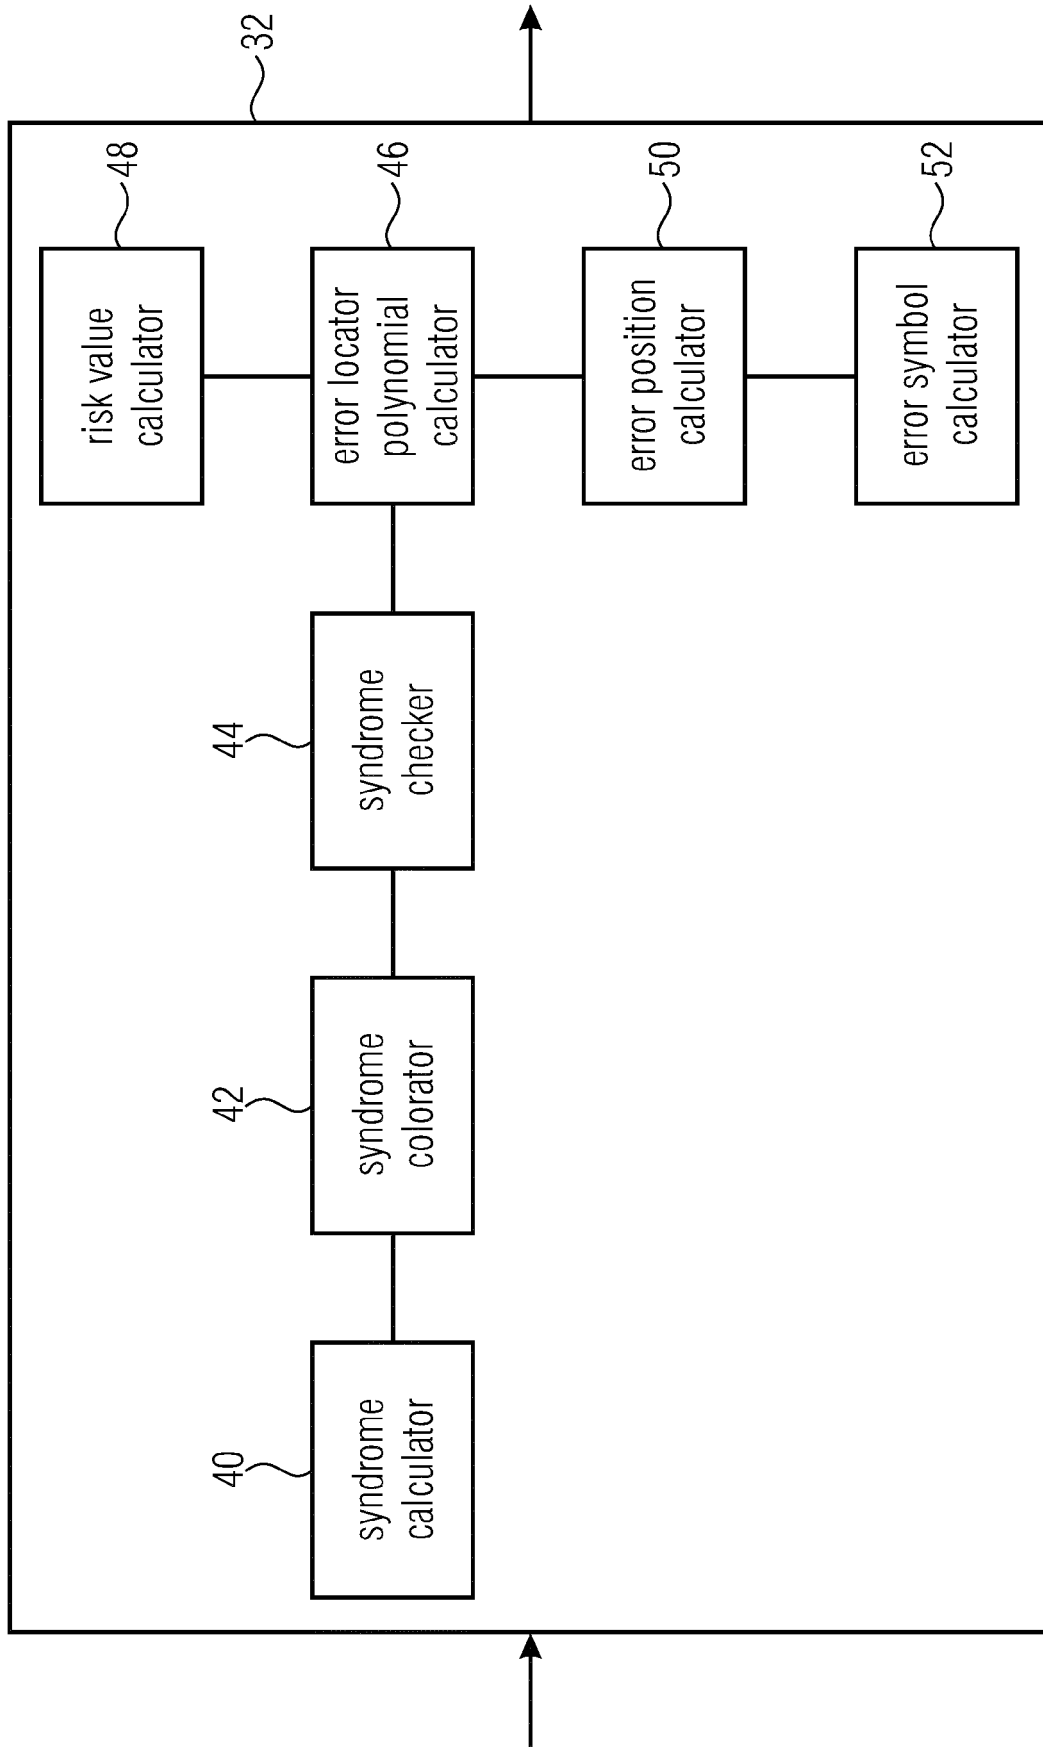 32
40
syndrome
calculator
42
syndrome
colorator
44
syndrome
checker
46
error locator
polynomial
calculator
48
risk value
calculator
50
error position
calculator
52
error symbol
calculator